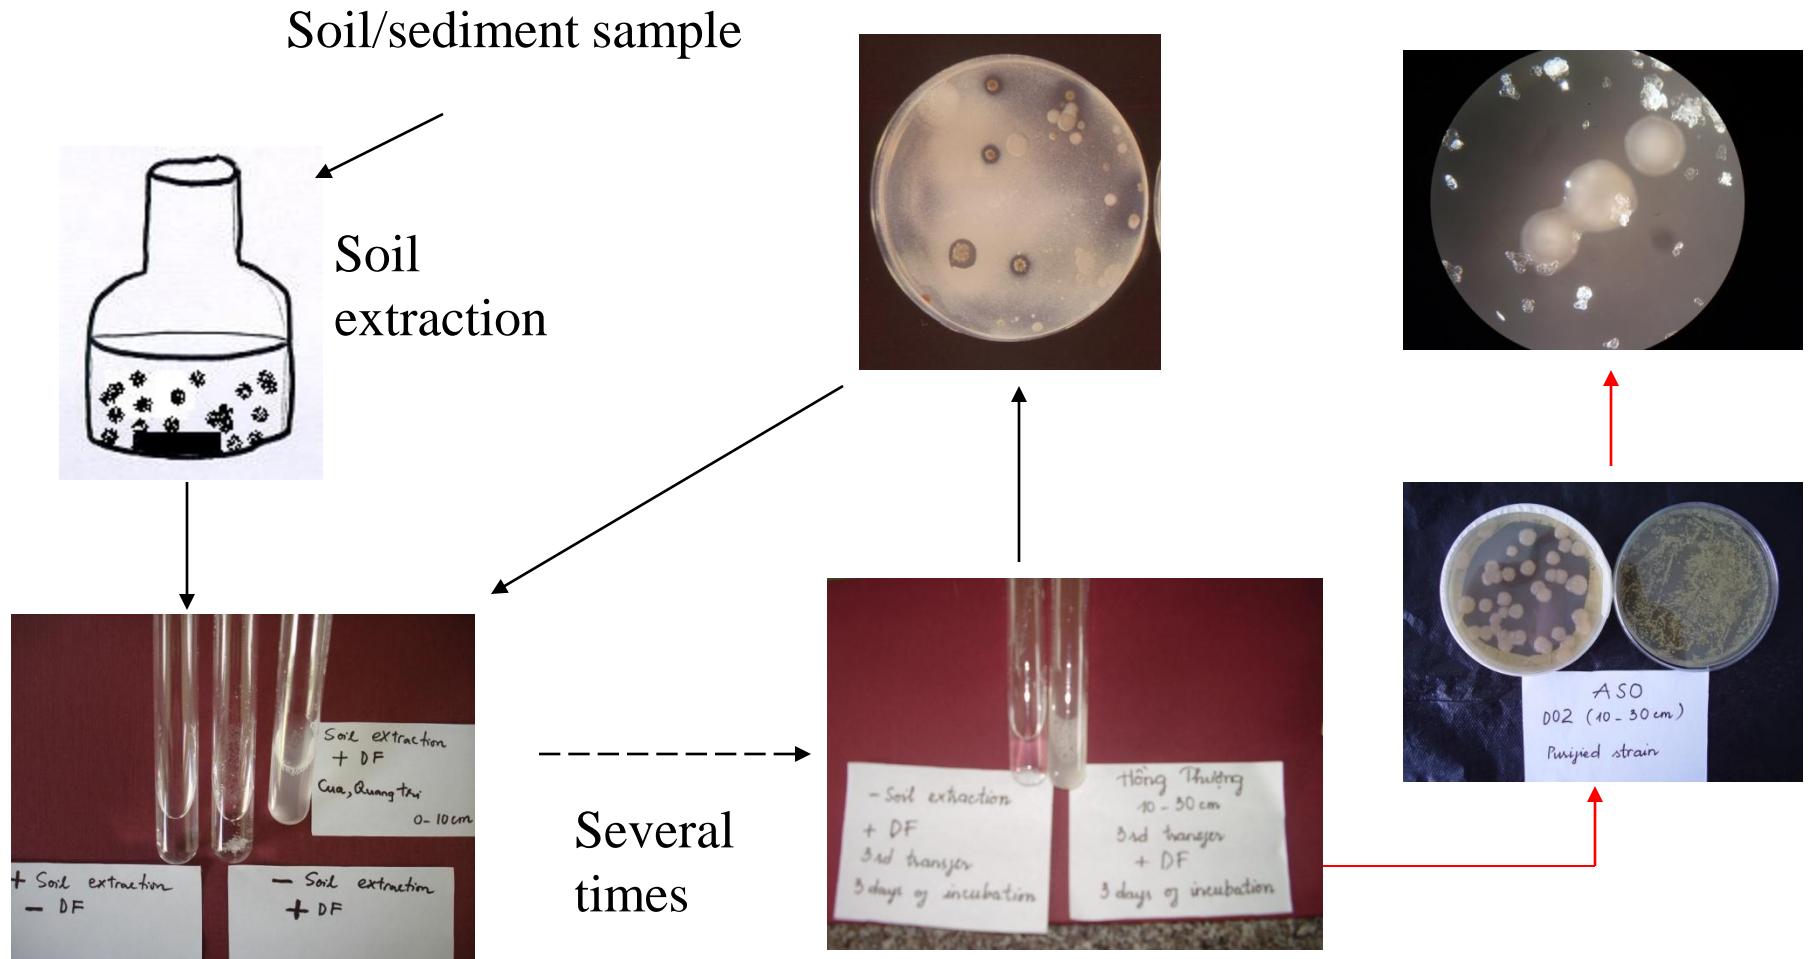 Soil/sediment sample
Soil
extraction
Soil extraction
+ DF
Cua, Quang tri
0-10cm
+ Soil extraction
- DF
- Soil extraction
+ DF
Several
times
- Soil extraction
+ DF
3rd transfer
3 days of incubation
Hồng Thượng
10-30 cm
3rd transfer
+ DF
3 days of incubation
ASO
D02 (10-30cm)
Purified strain